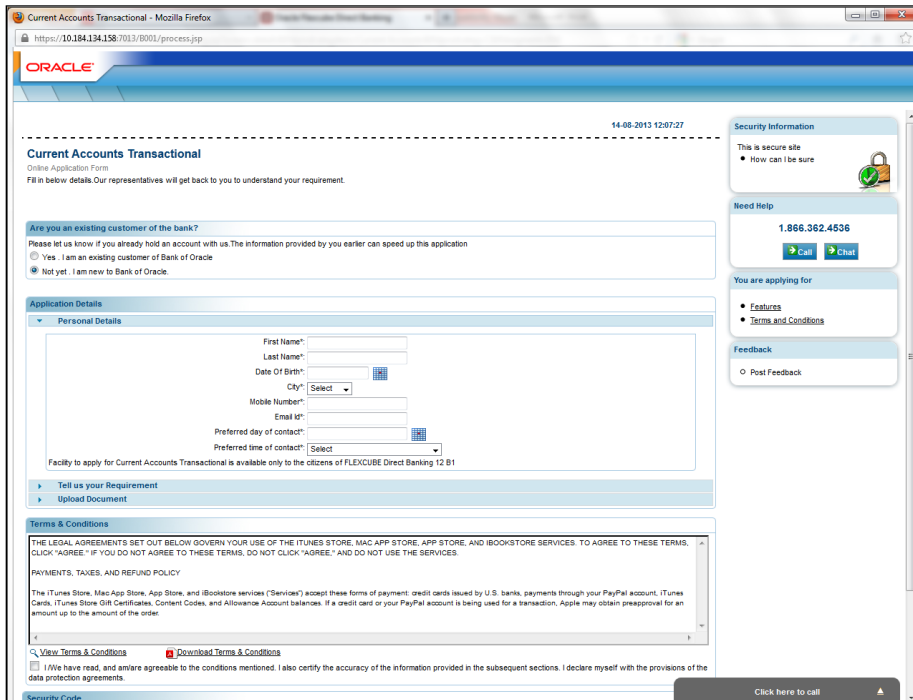 Current Accounts Transactional - Mozilla Firefox
https://10.184.134.158:7013/B001/process.jsp
ORACLE
14-08-2013 12:07:27
Current Accounts Transactional
Online Application Form
Fill in below details.Our representatives will get back to you to understand your requirement.
Are you an existing customer of the bank?
Please let us know if you already hold an account with us.The information provided by you earlier can speed up this application
Yes . I am an existing customer of Bank of Oracle
Not yet . I am new to Bank of Oracle.
Application Details
Personal Details
First Name*:
Last Name*:
Date Of Birth*:
City*: Select
Mobile Number*:
Email Id*:
Preferred day of contact*:
Preferred time of contact*: Select
Facility to apply for Current Accounts Transactional is available only to the citizens of FLEXCUBE Direct Banking 12 B1
Tell us your Requirement
Upload Document
Terms & Conditions
THE LEGAL AGREEMENTS SET OUT BELOW GOVERN YOUR USE OF THE ITUNES STORE, MAC APP STORE, APP STORE, AND IBOOKSTORE SERVICES. TO AGREE TO THESE TERMS,
CLICK "AGREE." IF YOU DO NOT AGREE TO THESE TERMS, DO NOT CLICK "AGREE," AND DO NOT USE THE SERVICES.
PAYMENTS, TAXES, AND REFUND POLICY
The iTunes Store, Mac App Store, App Store, and iBookstore services ("Services") accept these forms of payment: credit cards issued by U.S. banks, payments through your PayPal account, iTunes
Cards, iTunes Store Gift Certificates, Content Codes, and Allowance Account balances. If a credit card or your PayPal account is being used for a transaction, Apple may obtain preapproval for an
amount up to the amount of the order.
View Terms & Conditions
Download Terms & Conditions
I /We have read, and am/are agreeable to the conditions mentioned. I also certify the accuracy of the information provided in the subsequent sections. I declare myself with the provisions of the
data protection agreements.
Security Code
Security Information
This is secure site
How can I be sure
Need Help
1.866.362.4536
Call
Chat
You are applying for
Features
Terms and Conditions
Feedback
Post Feedback
Click here to call